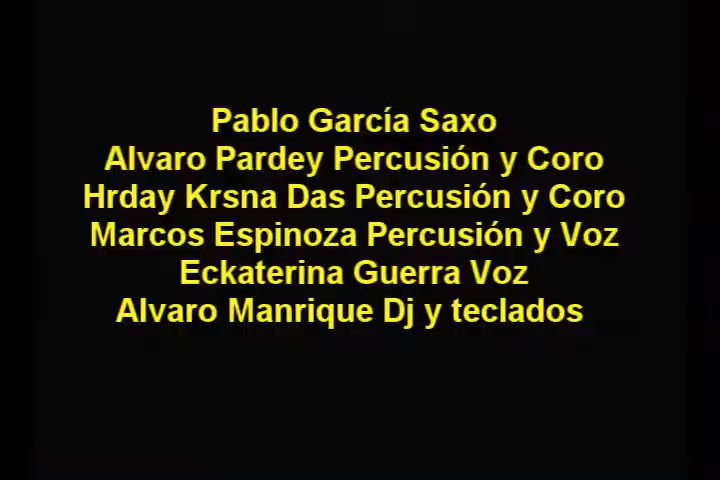 Pablo García Saxo
Alvaro Pardey Percusión y Coro
Hrday Krsna Das Percusión y Coro
Marcos Espinoza Percusión y Voz
Eckaterina Guerra Voz
Alvaro Manrique Dj y teclados